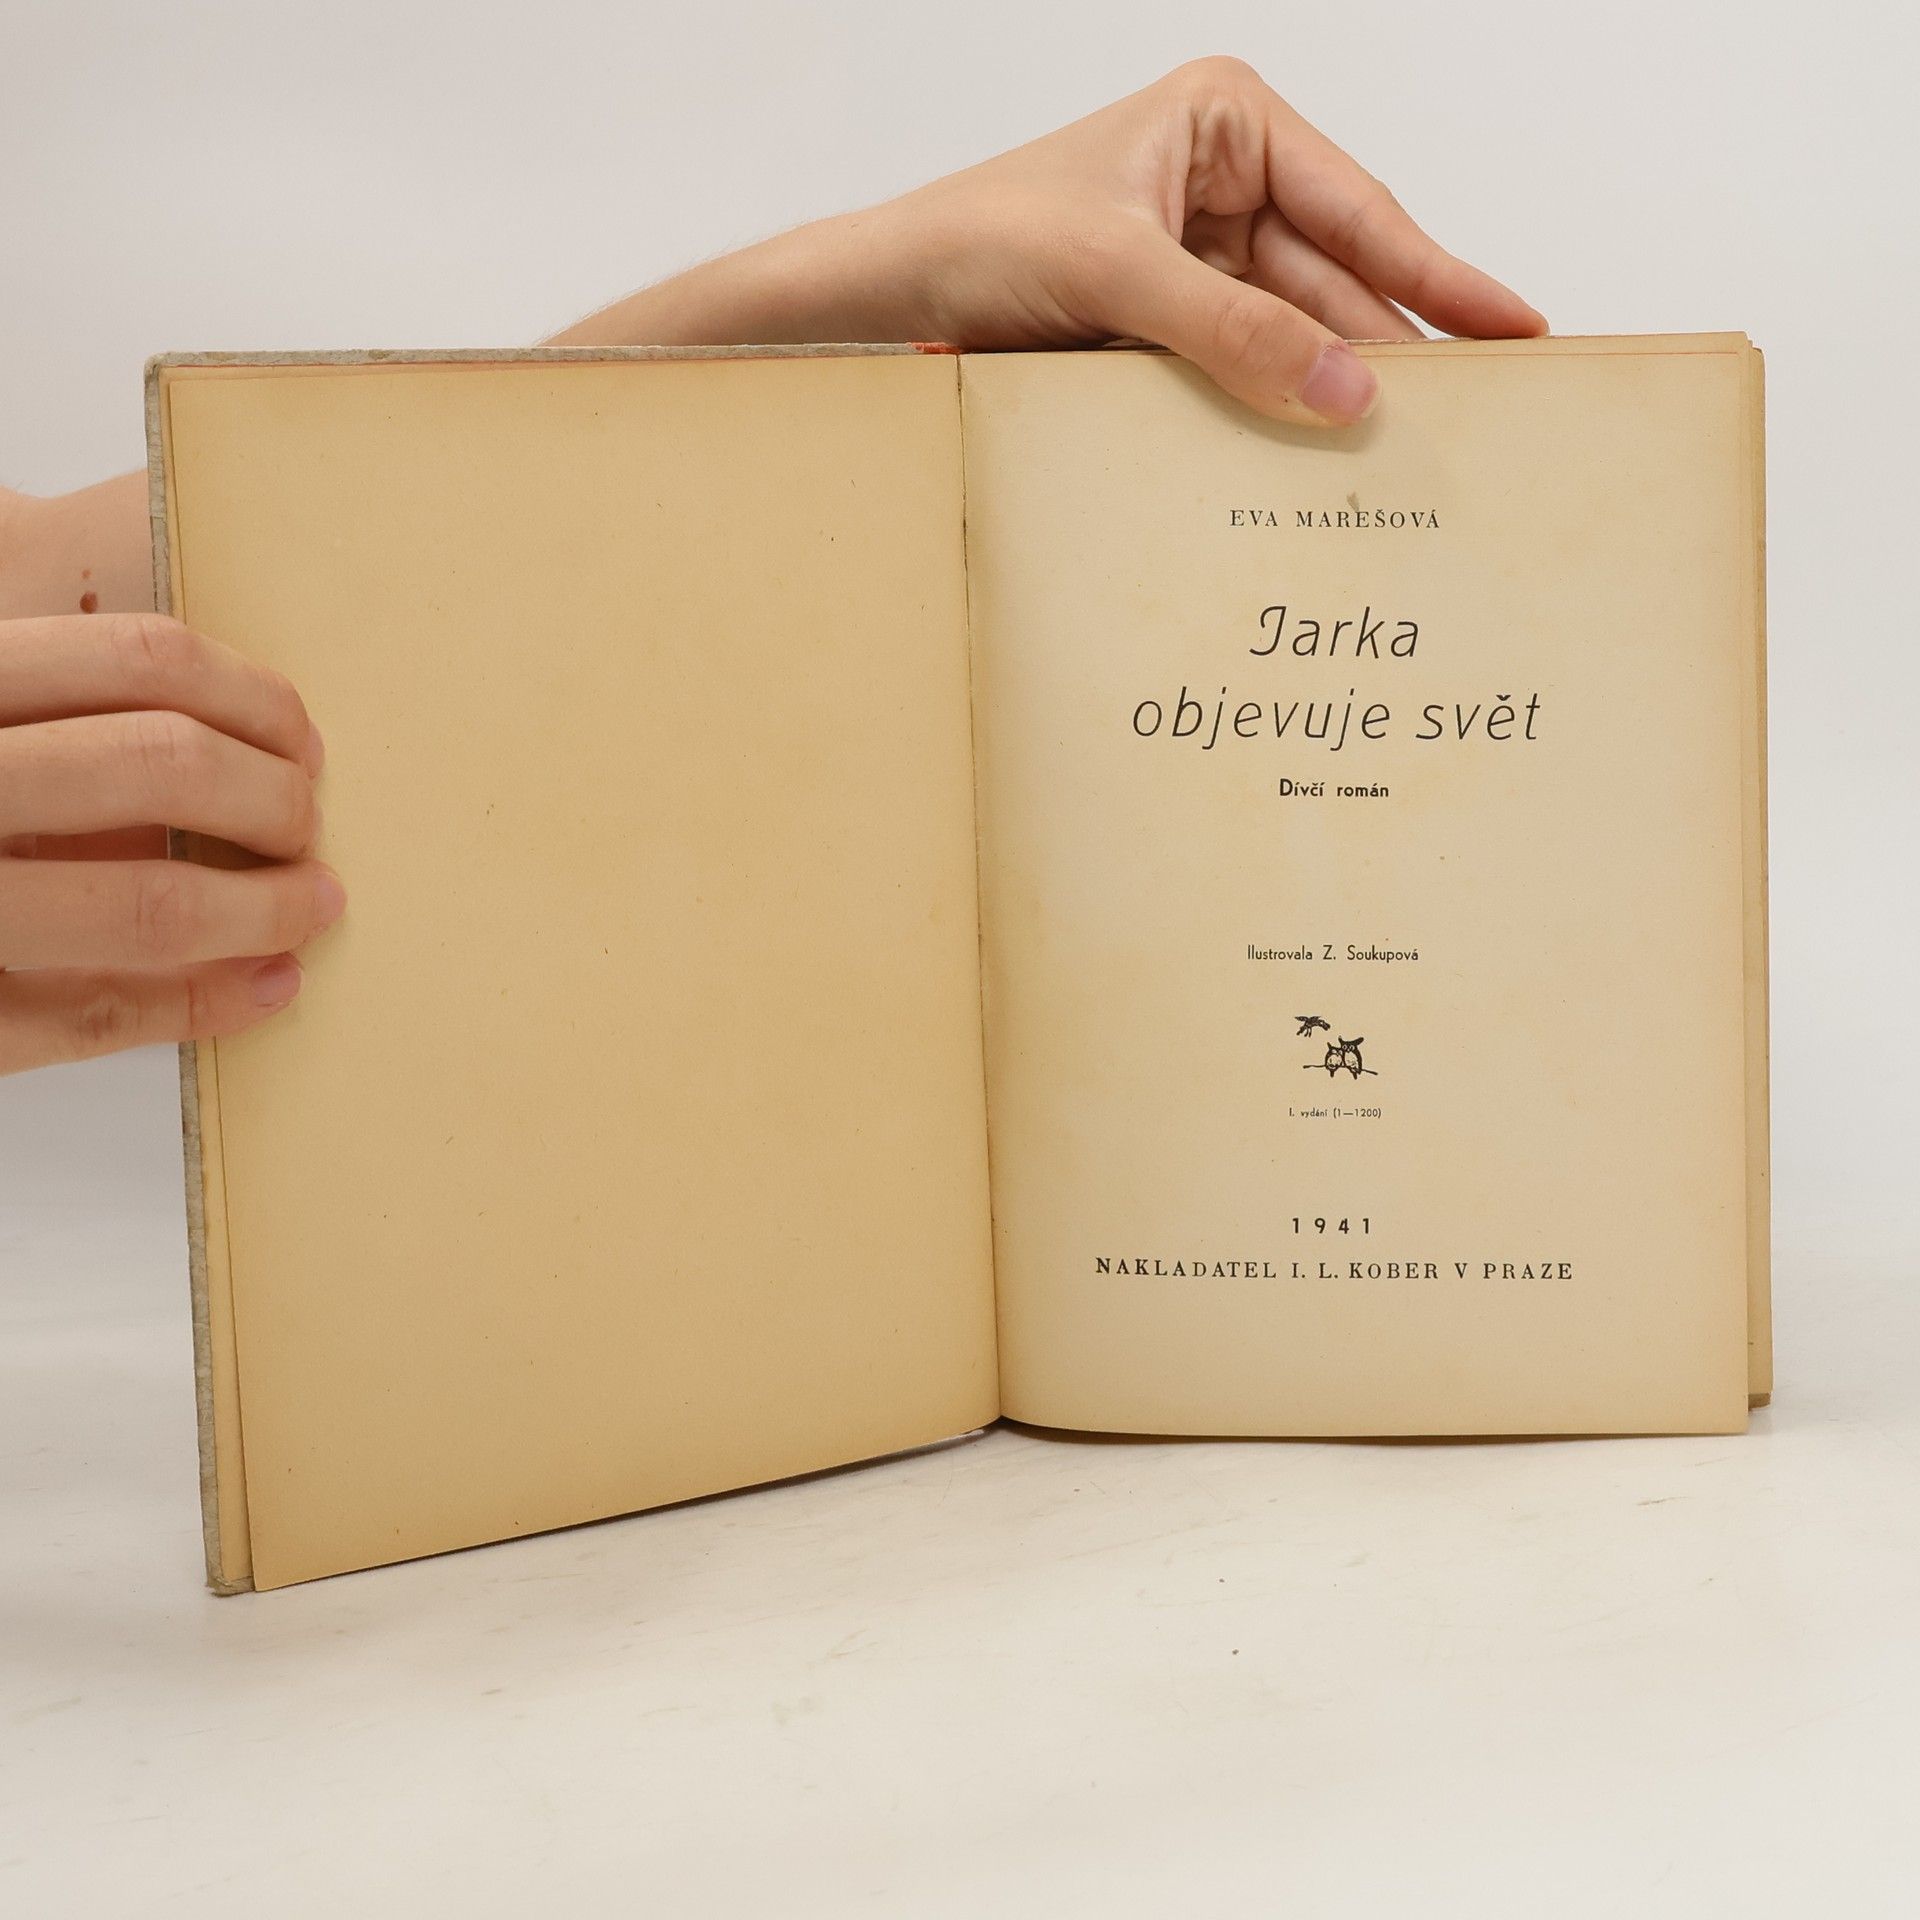 EVA MAREŠOVÁ
Jarka
objevuje svět
Dívčí román
Ilustrovala Z. Soukupová
I. vydání (1—1200)
1941
NAKLADATEL I. L. KOBER V PRAZE